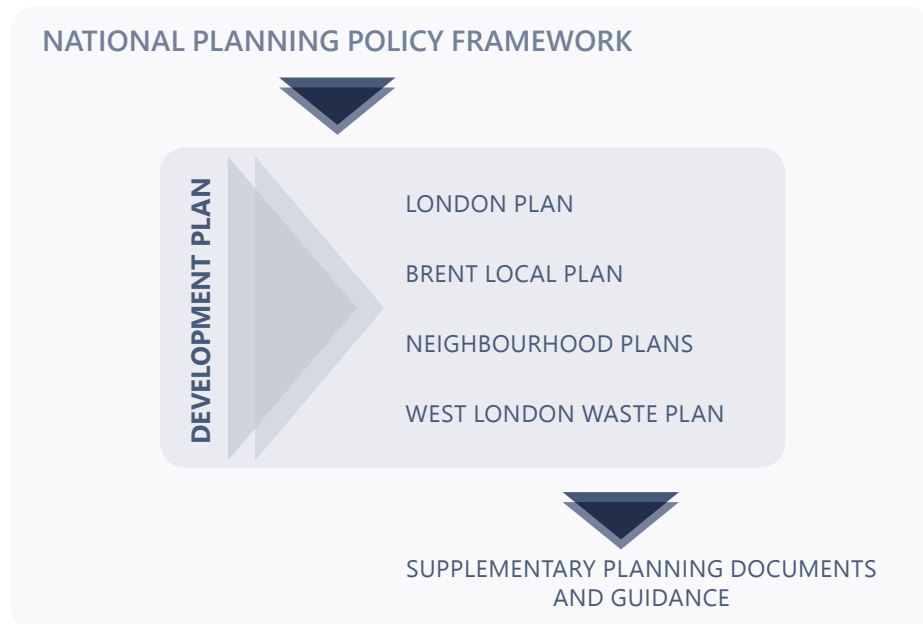 NATIONAL PLANNING POLICY FRAMEWORK
DEVELOPMENT PLAN
LONDON PLAN
BRENT LOCAL PLAN
NEIGHBOURHOOD PLANS
WEST LONDON WASTE PLAN
SUPPLEMENTARY PLANNING DOCUMENTS
AND GUIDANCE